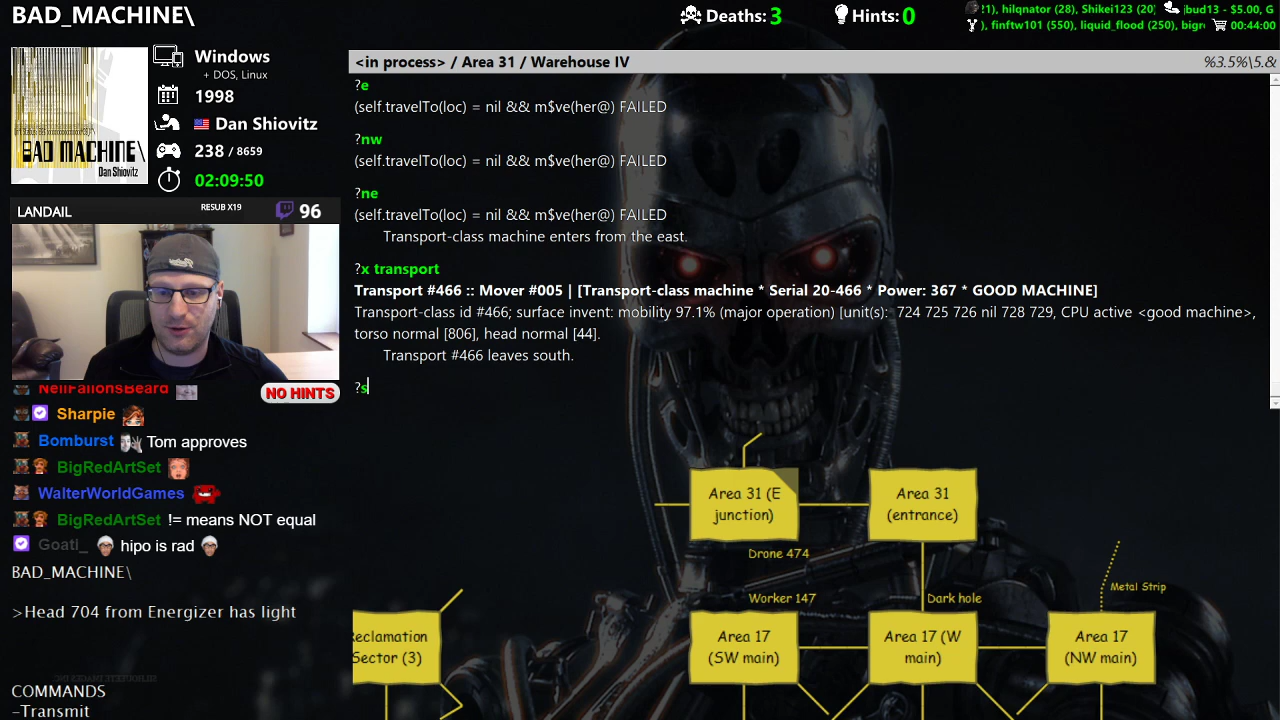 BAD_MACHINE\
Deaths: 3
Hints: 0
21), hilqnator (28), Shikei123 (20)
jbud13 - $5.00, G
), finftw101 (550), liquid_flood (250), bigr
00:44:00
BAD MACHINE\
Dan Shiovitz
Windows
+ DOS, Linux
1998
Dan Shiovitz
238 / 8659
02:09:50
LANDAIL
RESUB X19
96
NeilFallonsBeard
NO HINTS
Sharpie
Bomburst Tom approves
BigRedArtSet
WalterWorldGames
BigRedArtSet != means NOT equal
Goati_ hipo is rad
BAD_MACHINE\
>Head 704 from Energizer has light
COMMANDS
-Transmit
<in process> / Area 31 / Warehouse IV
%3.5%\5.&
?e
(self.travelTo(loc) = nil && m$ve(her@) FAILED
?nw
(self.travelTo(loc) = nil && m$ve(her@) FAILED
?ne
(self.travelTo(loc) = nil && m$ve(her@) FAILED
Transport-class machine enters from the east.
?x transport
Transport #466 :: Mover #005 | [Transport-class machine * Serial 20-466 * Power: 367 * GOOD MACHINE]
Transport-class id #466; surface invent: mobility 97.1% (major operation) [unit(s): 724 725 726 nil 728 729, CPU active <good machine>,
torso normal [806], head normal [44].
Transport #466 leaves south.
?s
Area 31 (E
junction)
Area 31
(entrance)
Drone 474
Worker 147
Dark hole
Metal Strip
Reclamation
Sector (3)
Area 17
(SW main)
Area 17 (W
main)
Area 17
(NW main)